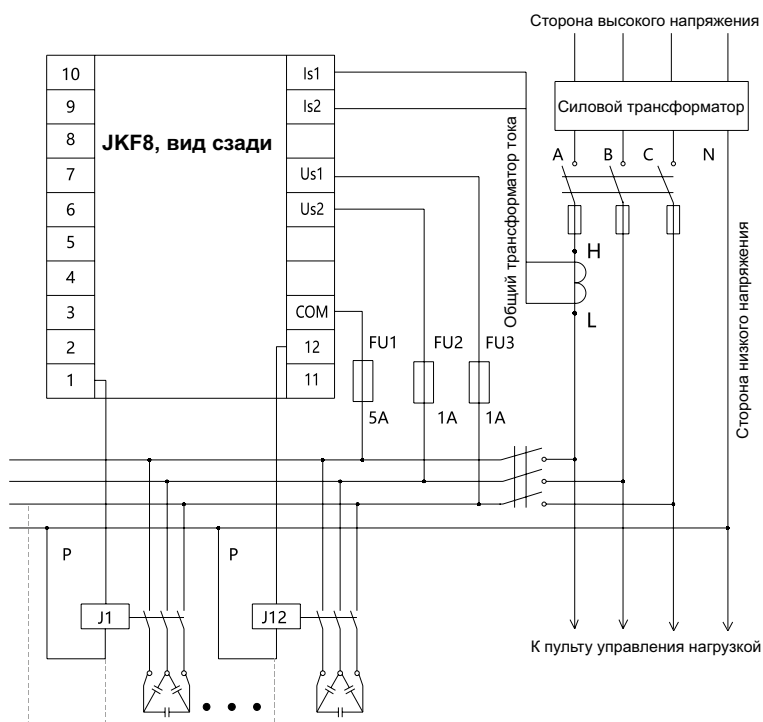 Сторона высокого напряжения
Силовой трансформатор
JKF8, вид сзади
10
9
8
7
6
5
4
3
2
1
Is1
Is2
Us1
Us2
COM
12
11
Общий трансформатор тока
A
B
C
N
H
L
Сторона низкого напряжения
FU1
FU2
FU3
5A
1A
1A
P
P
J1
J12
К пульту управления нагрузкой